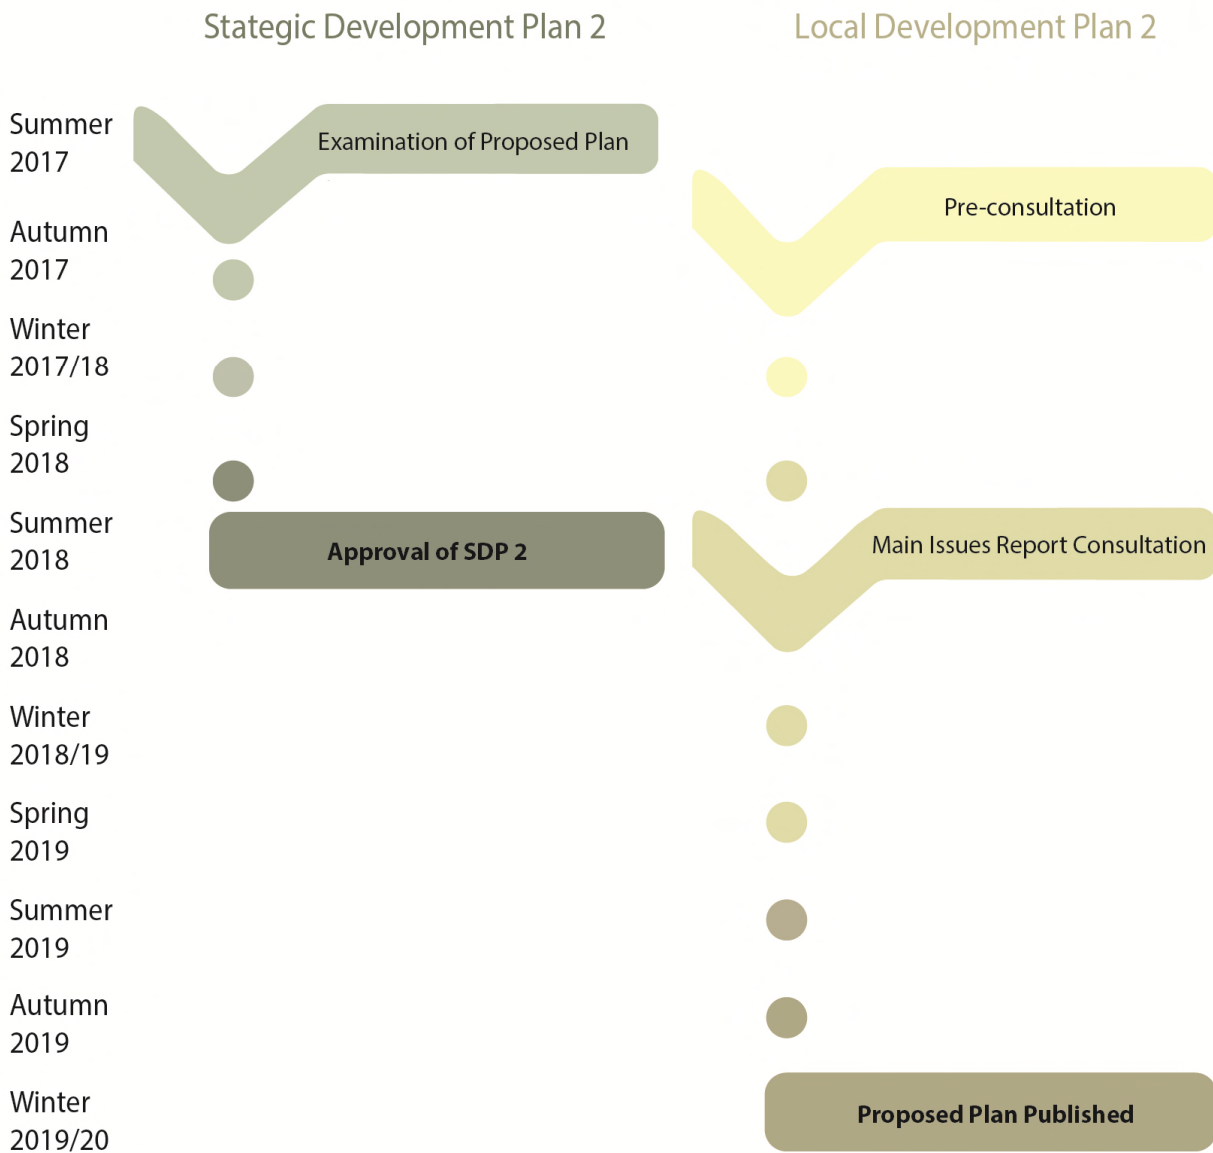 Stategic Development Plan 2
Local Development Plan 2
Summer
2017
Examination of Proposed Plan
Pre-consultation
Autumn
2017
Winter
2017/18
Spring
2018
Summer
2018
Approval of SDP 2
Main Issues Report Consultation
Autumn
2018
Winter
2018/19
Spring
2019
Summer
2019
Autumn
2019
Winter
2019/20
Proposed Plan Published